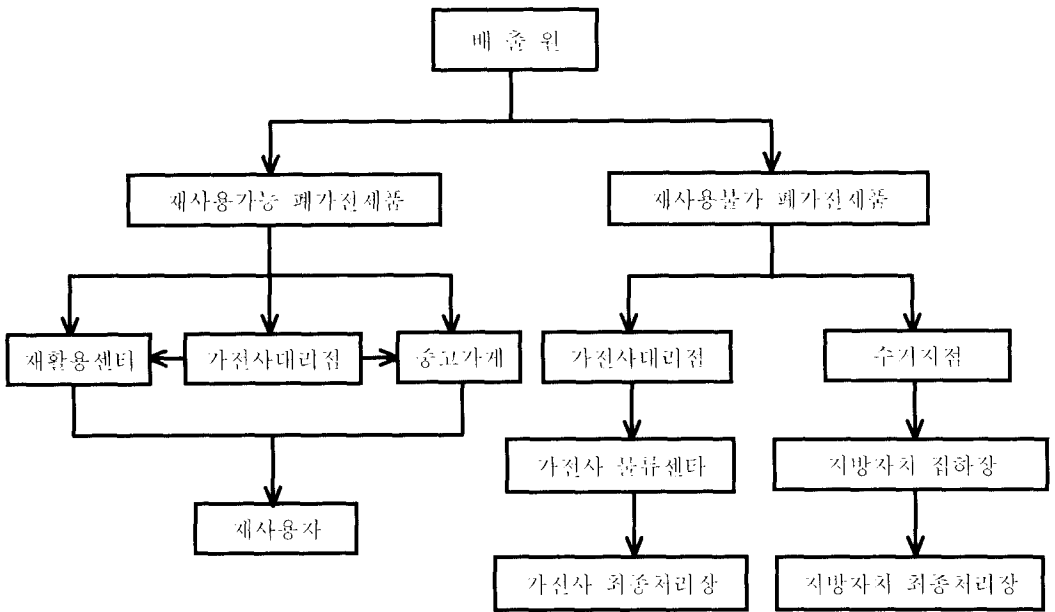 배 출 원
재사용가능 폐가전제품
재사용불가 폐가전제품
재활용센터
가전사대리점
중고가게
가전사대리점
수거지점
가전사 물류센타
지방자치 집하장
재사용자
가전사 최종처리장
지방자치 최종처리장